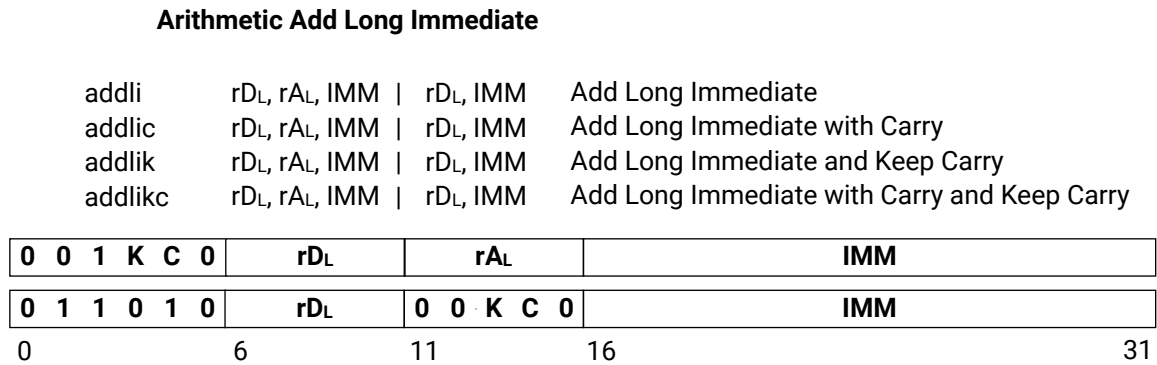 Arithmetic Add Long Immediate
addli rDL, rAL, IMM | rDL, IMM Add Long Immediate
addlic rDL, rAL, IMM | rDL, IMM Add Long Immediate with Carry
addlik rDL, rAL, IMM | rDL, IMM Add Long Immediate and Keep Carry
addlikc rDL, rAL, IMM | rDL, IMM Add Long Immediate with Carry and Keep Carry
0 0 1 K C 0 rDL rAL IMM
0 1 1 0 1 0 rDL 0 0 K C 0 IMM
0 6 11 16 31